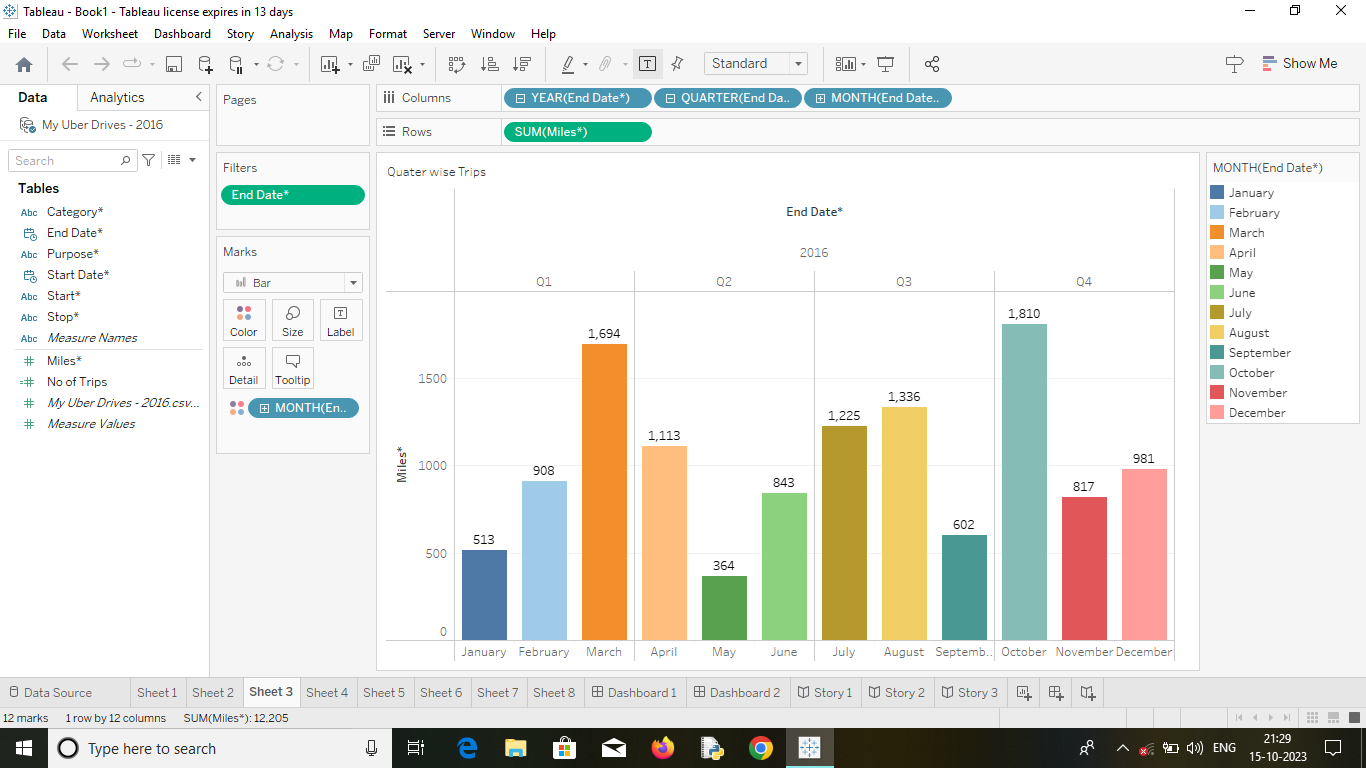 Tableau - Book1 - Tableau license expires in 13 days
File Data Worksheet Dashboard Story Analysis Map Format Server Window Help
Standard
Show Me
Data Analytics
My Uber Drives - 2016
Search
Tables
Abc Category*
End Date*
Abc Purpose*
Start Date*
Abc Start*
Abc Stop*
Abc Measure Names
Miles*
No of Trips
My Uber Drives - 2016.csv...
Measure Values
Pages
Filters
End Date*
Marks
Bar
Color Size Label
Detail Tooltip
MONTH(En..
Columns YEAR(End Date*) QUARTER(End Da.. MONTH(End Date..
Rows SUM(Miles*)
Quater wise Trips
End Date*
2016
Q1 Q2 Q3 Q4
Miles*
1500
1000
500
0
513
908
1,694
1,113
364
843
1,225
1,336
602
1,810
817
981
January February March April May June July August Septemb.. October November December
MONTH(End Date*)
January
February
March
April
May
June
July
August
September
October
November
December
Data Source Sheet 1 Sheet 2 Sheet 3 Sheet 4 Sheet 5 Sheet 6 Sheet 7 Sheet 8 Dashboard 1 Dashboard 2 Story 1 Story 2 Story 3
12 marks 1 row by 12 columns SUM(Miles*): 12,205
Type here to search
ENG
21:29
15-10-2023